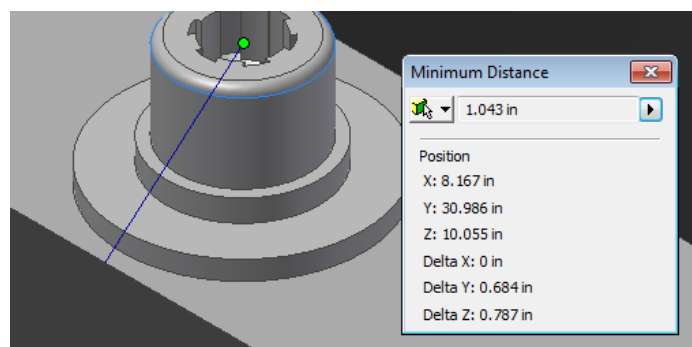 Minimum Distance
1.043 in
Position
X: 8.167 in
Y: 30.986 in
Z: 10.055 in
Delta X: 0 in
Delta Y: 0.684 in
Delta Z: 0.787 in